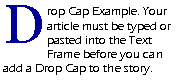 Drop Cap Example. Your
article must be typed or
pasted into the Text
Frame before you can
add a Drop Cap to the story.